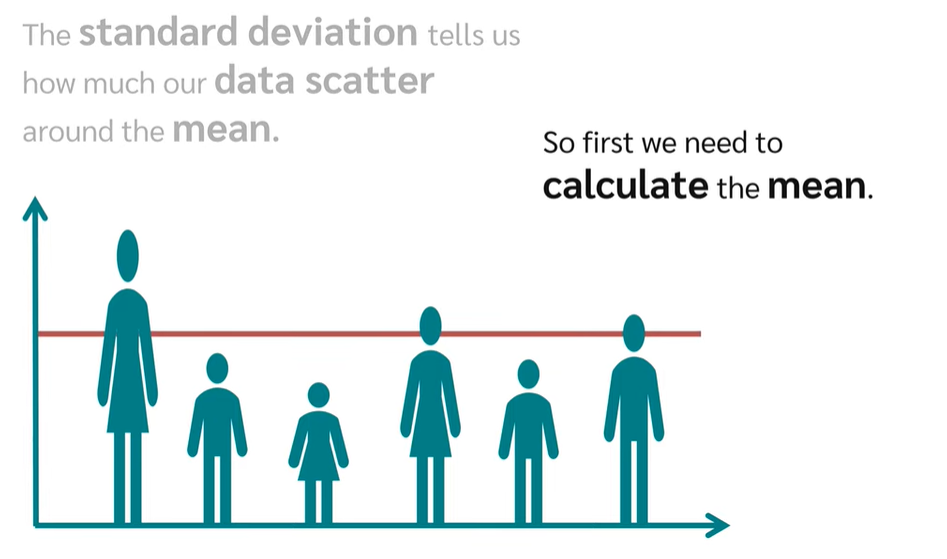 The standard deviation tells us
how much our data scatter
around the mean.
So first we need to
calculate the mean.